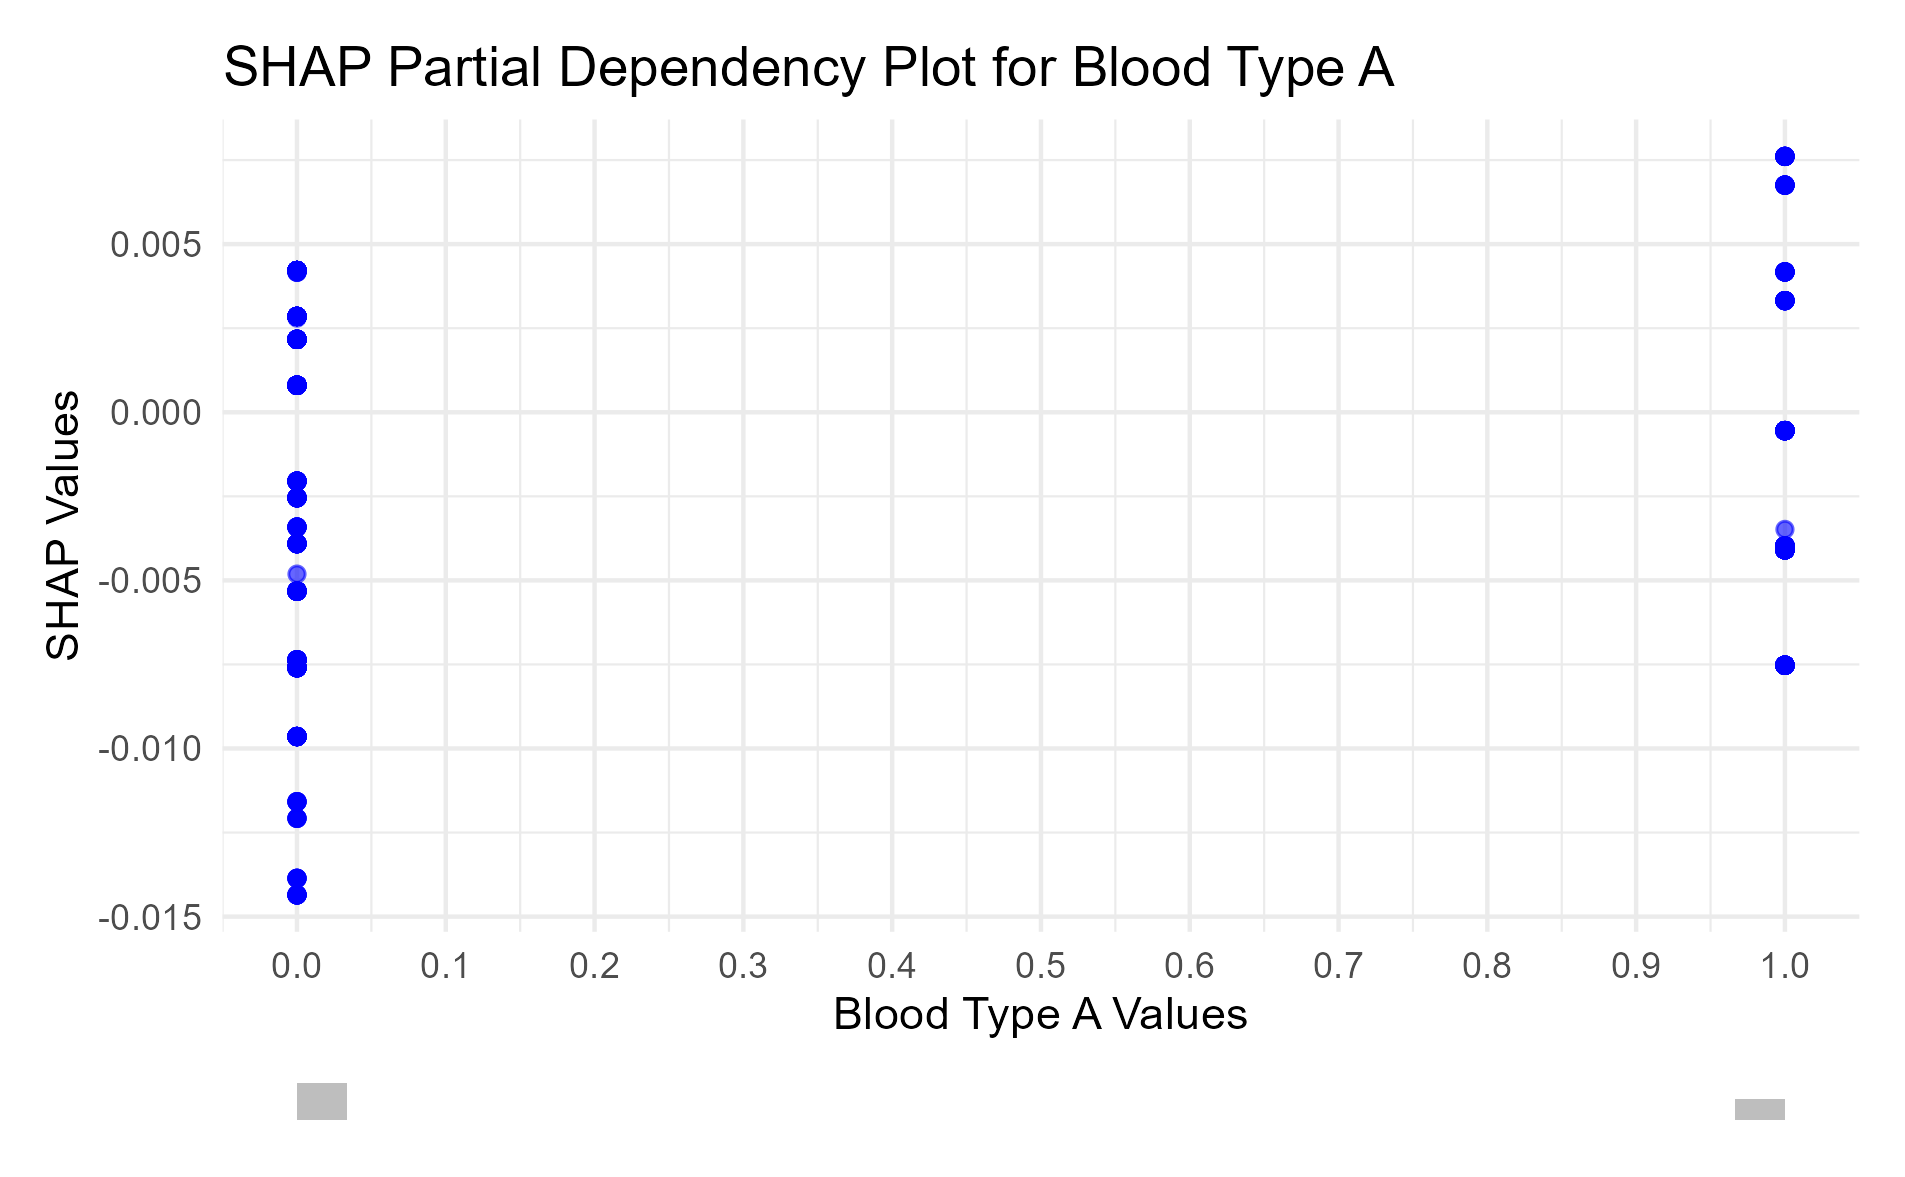 SHAP Partial Dependency Plot for Blood Type A
SHAP Values
0.005
0.000
-0.005
-0.010
-0.015
0.0 0.1 0.2 0.3 0.4 0.5 0.6 0.7 0.8 0.9 1.0
Blood Type A Values